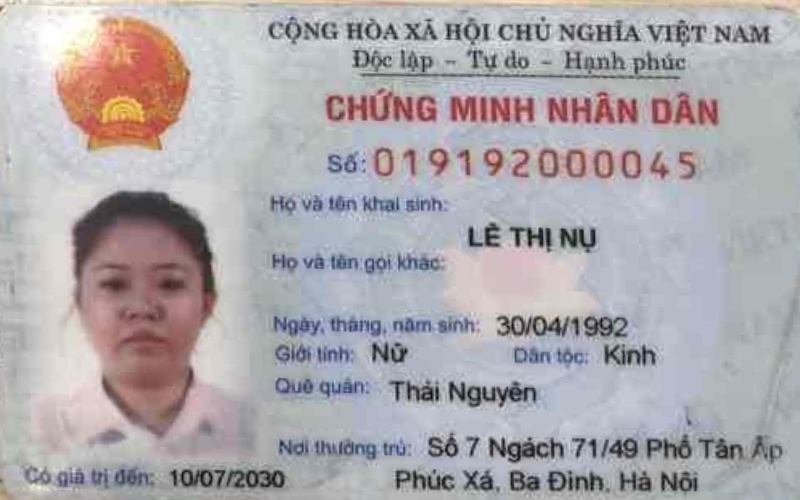 CỘNG HÒA XÃ HỘI CHỦ NGHĨA VIỆT NAM
Độc lập - Tự do - Hạnh phúc
CHỨNG MINH NHÂN DÂN
Số: 019192000045
Họ và tên khai sinh:
LÊ THỊ NỤ
Họ và tên gọi khác:
Ngày, tháng, năm sinh: 30/04/1992
Giới tính: Nữ Dân tộc: Kinh
Quê quán: Thái Nguyên
Nơi thường trú: Số 7 Ngách 71/49 Phố Tân Ấp
Phúc Xá, Ba Đình, Hà Nội
Có giá trị đến: 10/07/2030